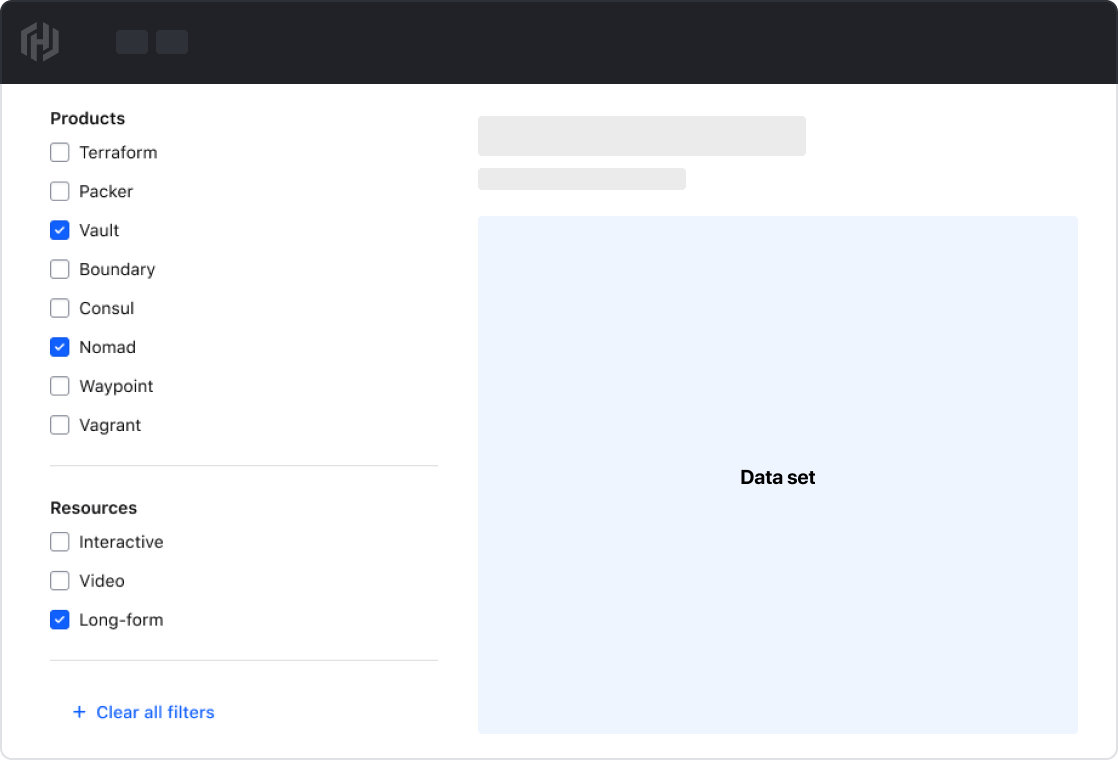 Products
Terraform
Packer
Vault
Boundary
Consul
Nomad
Waypoint
Vagrant
Resources
Interactive
Video
Long-form
+ Clear all filters
Data set